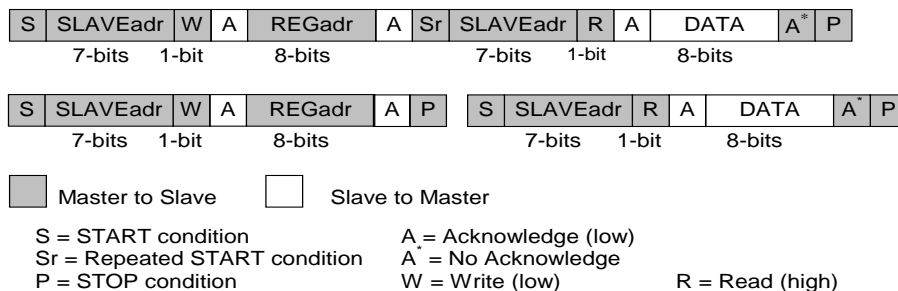 S SLAVEadr W A REGadr A Sr SLAVEadr R A DATA A* P
7-bits 1-bit 8-bits 7-bits 1-bit 8-bits
S SLAVEadr W A REGadr A P S SLAVEadr R A DATA A* P
7-bits 1-bit 8-bits 7-bits 1-bit 8-bits
Master to Slave Slave to Master
S = START condition A = Acknowledge (low)
Sr = Repeated START condition A* = No Acknowledge
P = STOP condition W = Write (low) R = Read (high)